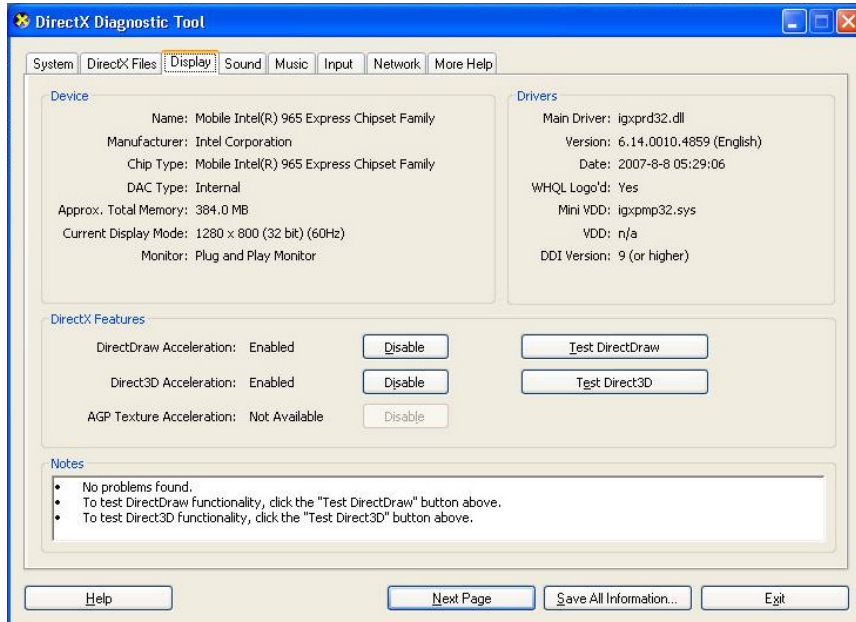 DirectX Diagnostic Tool
System DirectX Files Display Sound Music Input Network More Help
Device
Name: Mobile Intel(R) 965 Express Chipset Family
Manufacturer: Intel Corporation
Chip Type: Mobile Intel(R) 965 Express Chipset Family
DAC Type: Internal
Approx. Total Memory: 384.0 MB
Current Display Mode: 1280 x 800 (32 bit) (60Hz)
Monitor: Plug and Play Monitor
Drivers
Main Driver: igxprd32.dll
Version: 6.14.0010.4859 (English)
Date: 2007-8-8 05:29:06
WHQL Logo'd: Yes
Mini VDD: igxpmp32.sys
VDD: n/a
DDI Version: 9 (or higher)
DirectX Features
DirectDraw Acceleration: Enabled Disable Test DirectDraw
Direct3D Acceleration: Enabled Disable Test Direct3D
AGP Texture Acceleration: Not Available Disable
Notes
• No problems found.
• To test DirectDraw functionality, click the "Test DirectDraw" button above.
• To test Direct3D functionality, click the "Test Direct3D" button above.
Help Next Page Save All Information... Exit